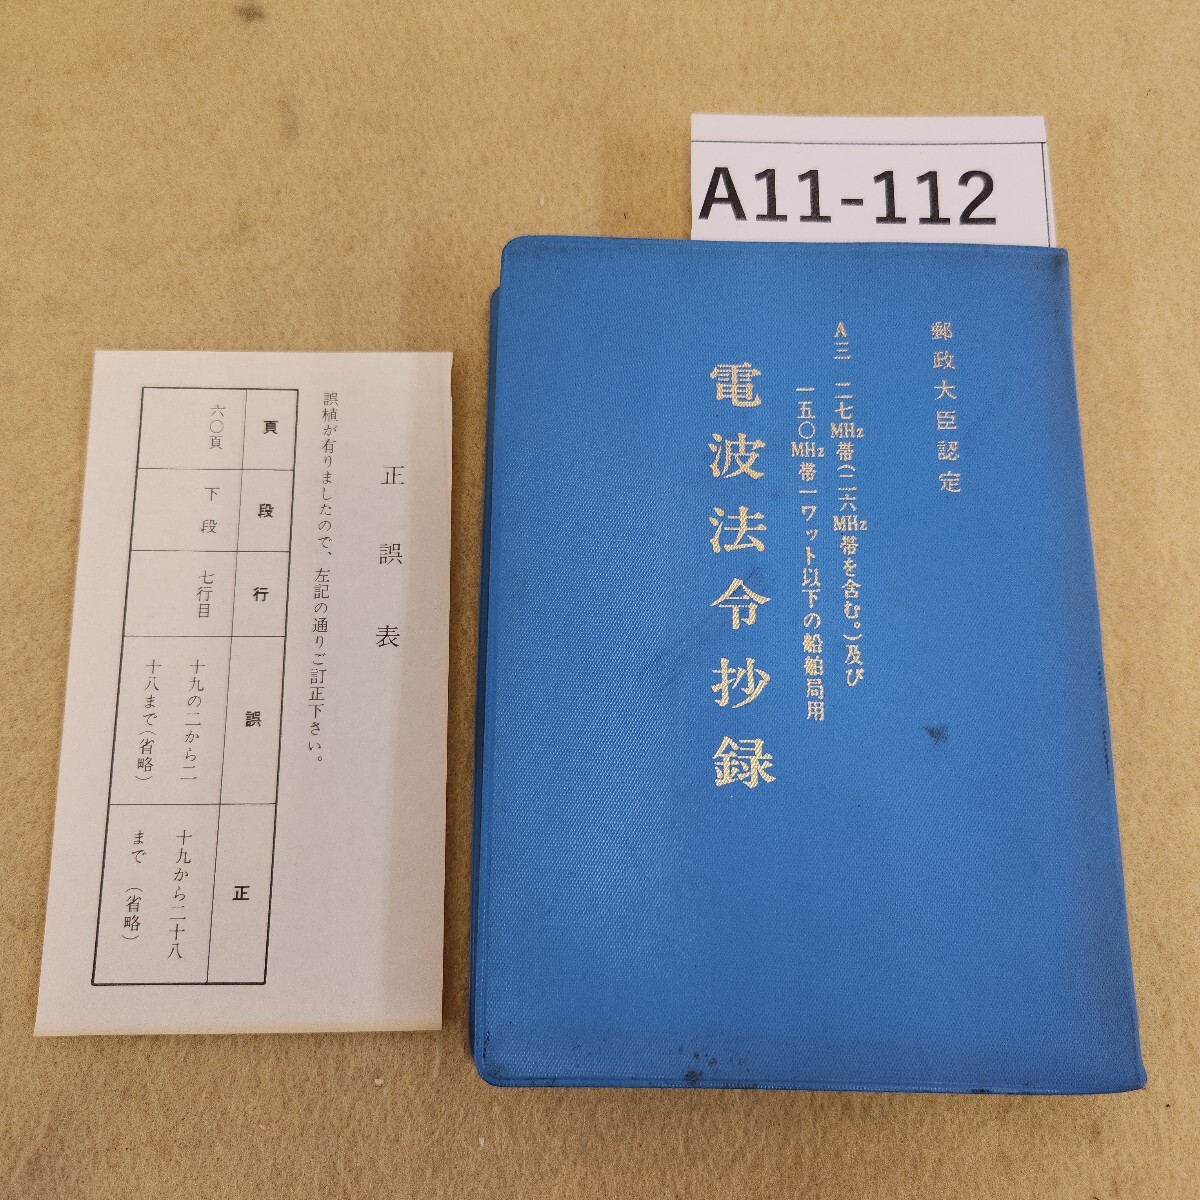 A11-112
郵政大臣認定
A三 二七MHz帯(二六MHz帯を含む。)及び
一五〇MHz帯一ワット以下の船舶局用
電波法令抄録
正誤表
誤植が有りましたので、左記の通りご訂正下さい。
頁
段
行
誤
正
六〇頁
下段
七行目
十九の二から二
十八まで(省略)
十九から二十八
まで (省略)